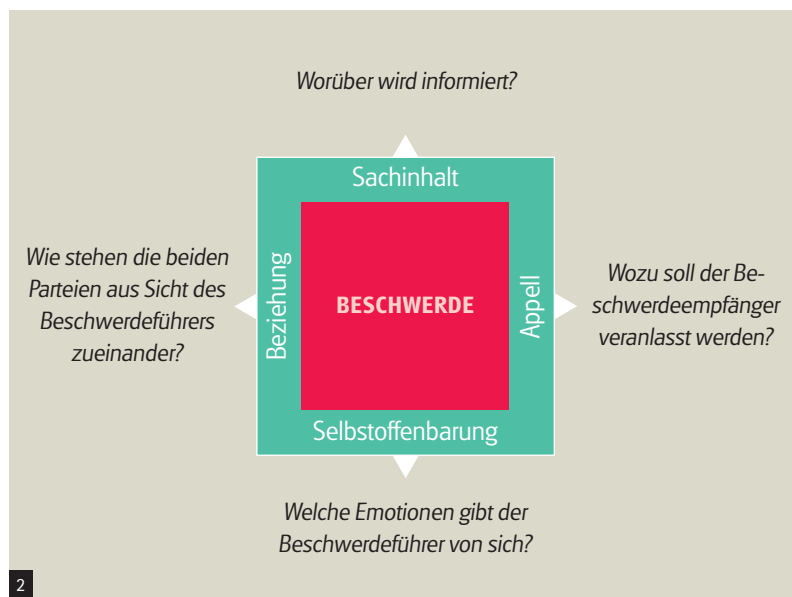 Worüber wird informiert?
Sachinhalt
Wie stehen die beiden
Parteien aus Sicht des
Beschwerdeführers
zueinander?
Beziehung
BESCHWERDE
Appell
Wozu soll der Be-
schwerdeempfänger
veranlasst werden?
Selbstoffenbarung
Welche Emotionen gibt der
Beschwerdeführer von sich?
2